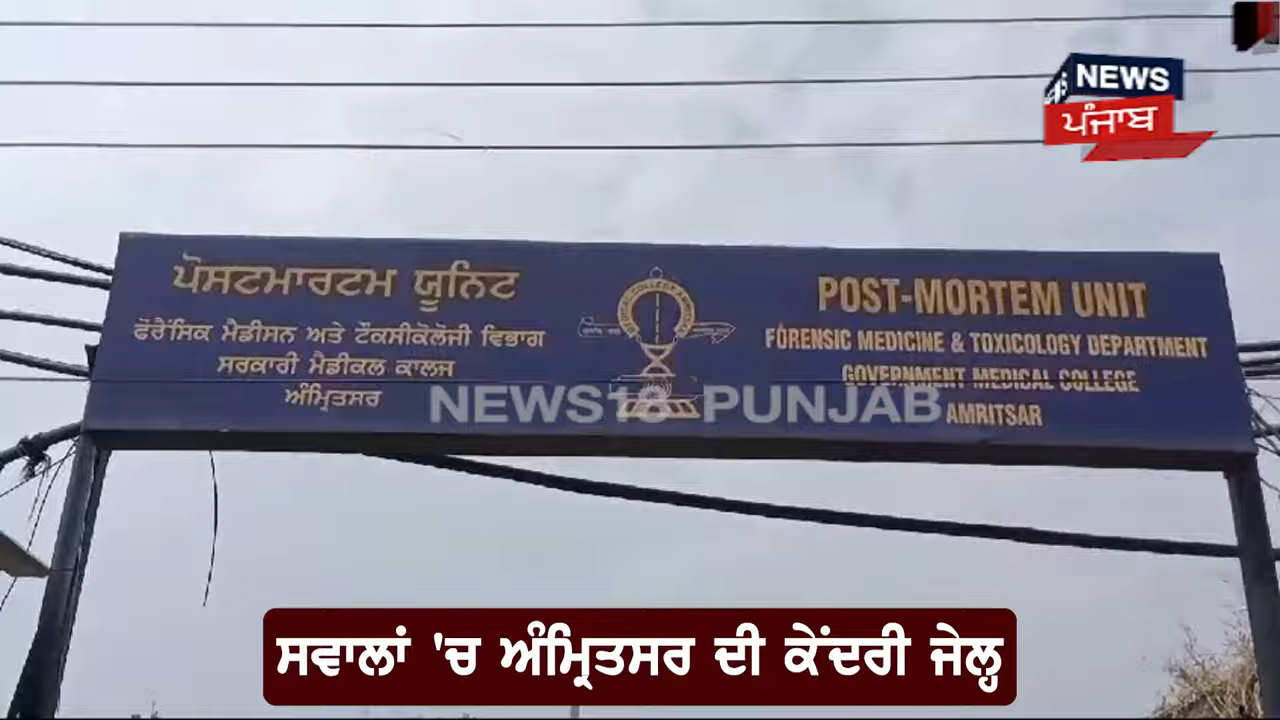 NEWS
ਪੰਜਾਬ
ਪੋਸਟਮਾਰਟਮ ਯੂਨਿਟ
ਫੋਰੈਂਸਿਕ ਮੈਡੀਸਨ ਅਤੇ ਟੌਕਸੀਕੋਲੋਜੀ ਵਿਭਾਗ
ਸਰਕਾਰੀ ਮੈਡੀਕਲ ਕਾਲਜ
ਅੰਮ੍ਰਿਤਸਰ
POST-MORTEM UNIT
FORENSIC MEDICINE & TOXICOLOGY DEPARTMENT
GOVERNMENT MEDICAL COLLEGE
AMRITSAR
NEWS18 PUNJAB
ਸਵਾਲਾਂ 'ਚ ਅੰਮ੍ਰਿਤਸਰ ਦੀ ਕੇਂਦਰੀ ਜੇਲ੍ਹ